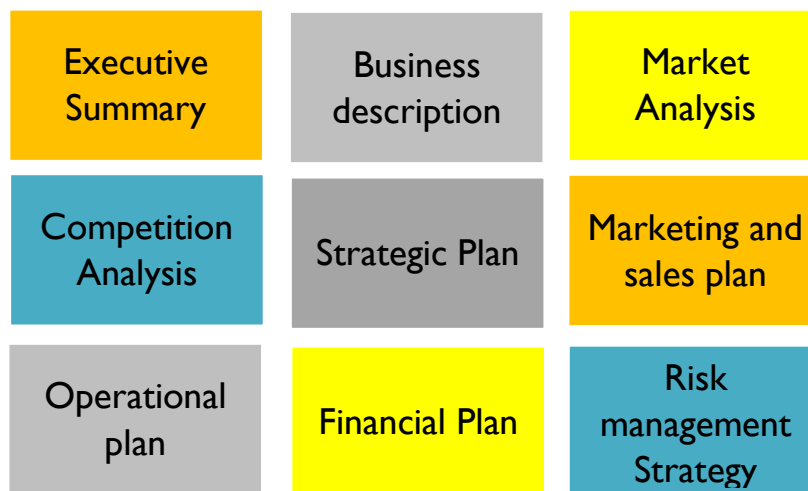 Executive
Summary
Business
description
Market
Analysis
Competition
Analysis
Strategic Plan
Marketing and
sales plan
Operational
plan
Financial Plan
Risk
management
Strategy